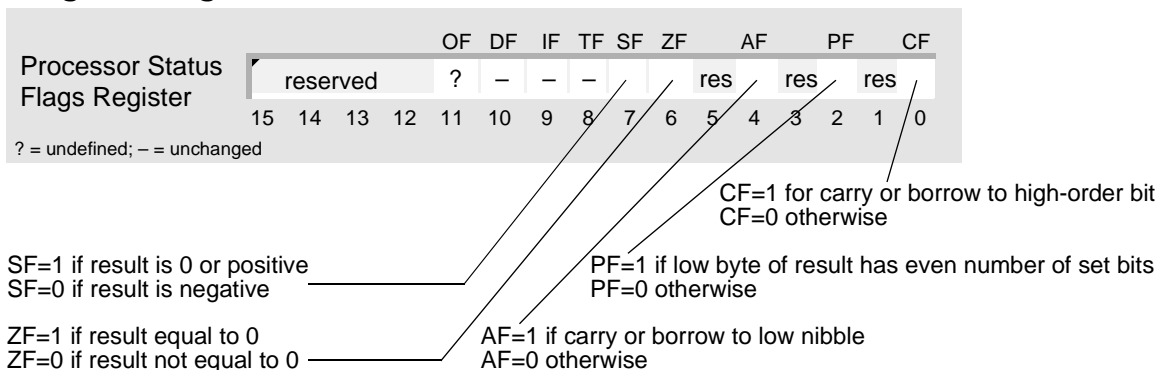 OF DF IF TF SF ZF AF PF CF
Processor Status
Flags Register
reserved ? – – – res res res
15 14 13 12 11 10 9 8 7 6 5 4 3 2 1 0
? = undefined; – = unchanged
CF=1 for carry or borrow to high-order bit
CF=0 otherwise
SF=1 if result is 0 or positive
SF=0 if result is negative
PF=1 if low byte of result has even number of set bits
PF=0 otherwise
ZF=1 if result equal to 0
ZF=0 if result not equal to 0
AF=1 if carry or borrow to low nibble
AF=0 otherwise